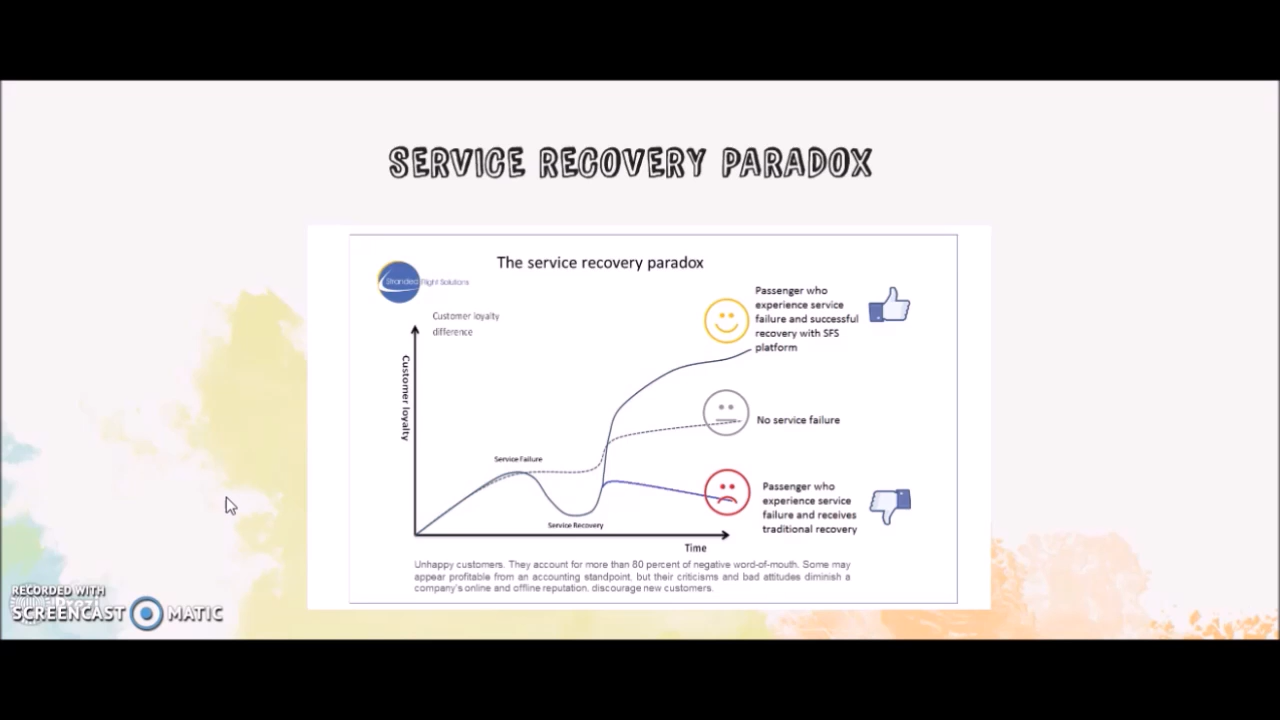 SERVICE RECOVERY PARADOX
The service recovery paradox
Stranded Flight Solutions
Customer loyalty
difference
Customer loyalty
Passenger who
experience service
failure and successful
recovery with SFS
platform
No service failure
Service Failure
Passenger who
experience service
failure and receives
traditional recovery
Service Recovery
Time
Unhappy customers. They account for more than 80 percent of negative word-of-mouth. Some may
appear profitable from an accounting standpoint, but their criticisms and bad attitudes diminish a
company's online and offline reputation. discourage new customers.
RECORDED WITH
SCREENCAST MATIC